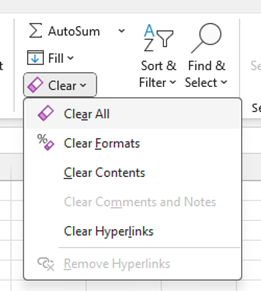 AutoSum
Fill
Clear
Sort &
Filter
Find &
Select
Clear All
Clear Formats
Clear Contents
Clear Comments and Notes
Clear Hyperlinks
Remove Hyperlinks